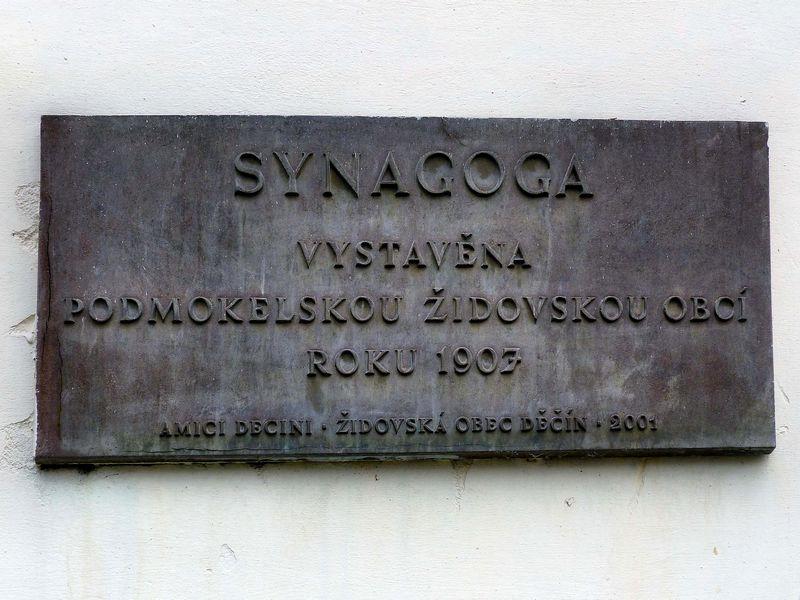 SYNAGOGA
VYSTAVĚNA
PODMOKELSKOU ŽIDOVSKOU OBCÍ
ROKU 1907
AMICI DECINI · ŽIDOVSKÁ OBEC DĚČÍN · 2001